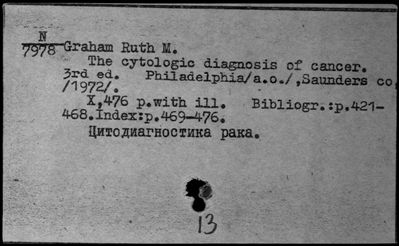 N
7978 Graham Ruth M.
The cytologic diagnosis of cancer.
3rd ed. Philadelphia/a.o./,Saunders co,
/1972/.
X,476 p.with ill. Bibliogr.:p.421-
468.Index:p.469-476.
Цитодиагностика рака.
13